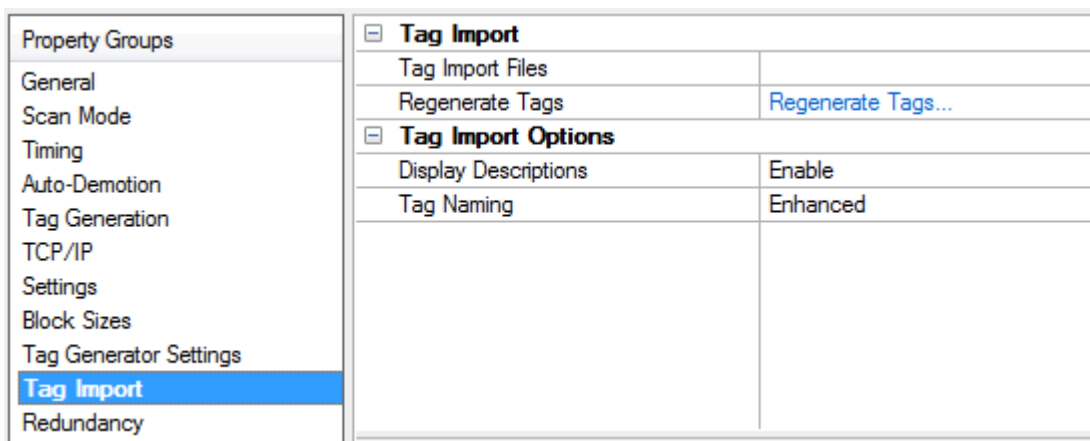 Property Groups
General
Scan Mode
Timing
Auto-Demotion
Tag Generation
TCP/IP
Settings
Block Sizes
Tag Generator Settings
Tag Import
Redundancy
Tag Import
Tag Import Files
Regenerate Tags Regenerate Tags...
Tag Import Options
Display Descriptions Enable
Tag Naming Enhanced